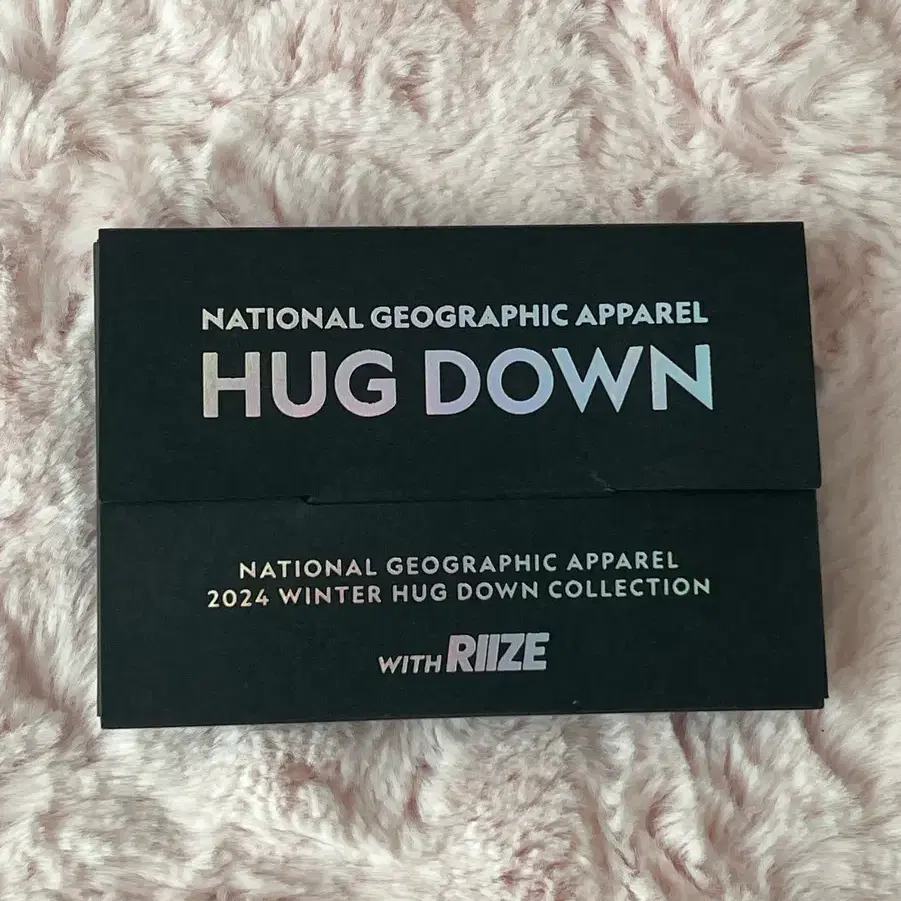 NATIONAL GEOGRAPHIC APPAREL
HUG DOWN
NATIONAL GEOGRAPHIC APPAREL
2024 WINTER HUG DOWN COLLECTION
WITH RIIZE